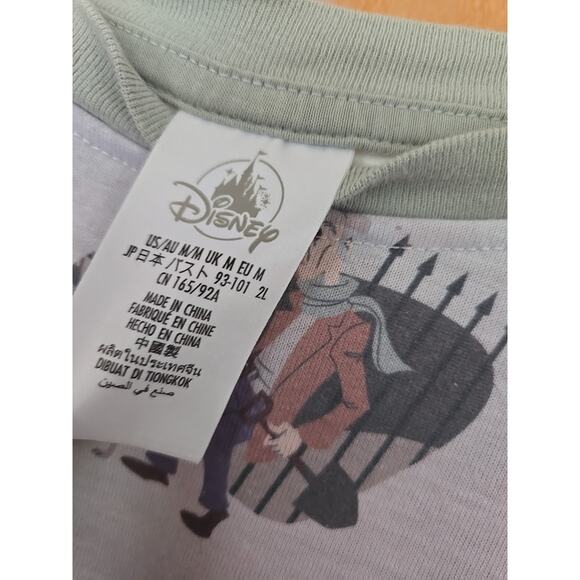 Disney
US/AU M/M UK M EU M
JP 日本 バスト 93-101 2L
CN 165/92A
MADE IN CHINA
FABRIQUÉ EN CHINE
HECHO EN CHINA
中國製
ผลิตในประเทศจีน
DIBUAT DI TIONGKOK
صنع في الصين